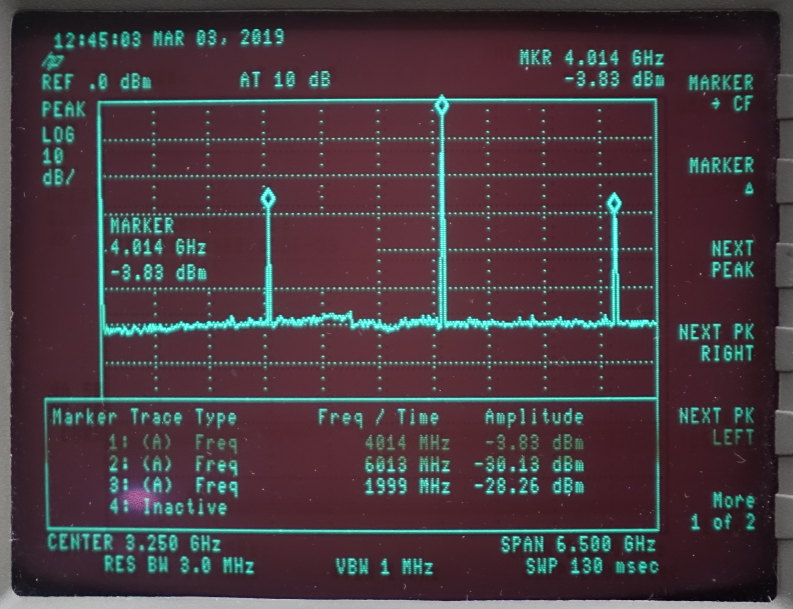 12:45:03 MAR 03, 2019
MKR 4.014 GHz
REF .0 dBm AT 10 dB -3.83 dBm
PEAK
LOG
10
dB/
MARKER
4.014 GHz
-3.83 dBm
MARKER
→ CF
MARKER
Δ
NEXT
PEAK
NEXT PK
RIGHT
NEXT PK
LEFT
More
1 of 2
Marker Trace Type Freq / Time Amplitude
1: (A) Freq 4014 MHz -3.83 dBm
2: (A) Freq 6013 MHz -30.13 dBm
3: (A) Freq 1999 MHz -28.26 dBm
4: Inactive
CENTER 3.250 GHz SPAN 6.500 GHz
RES BW 3.0 MHz VBW 1 MHz SWP 130 msec